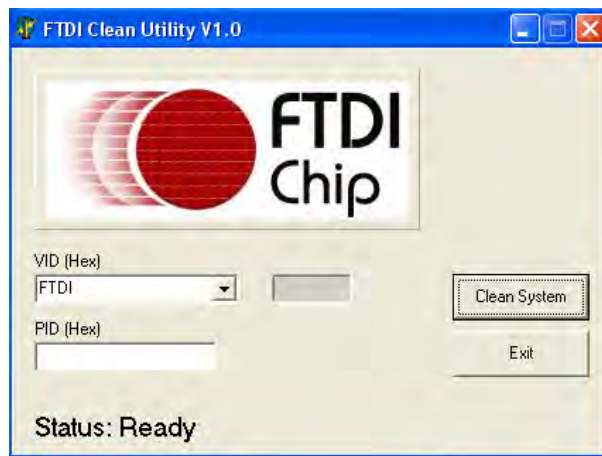 FTDI Clean Utility V1.0
FTDI
Chip
VID (Hex)
FTDI
Clean System
PID (Hex)
Exit
Status: Ready